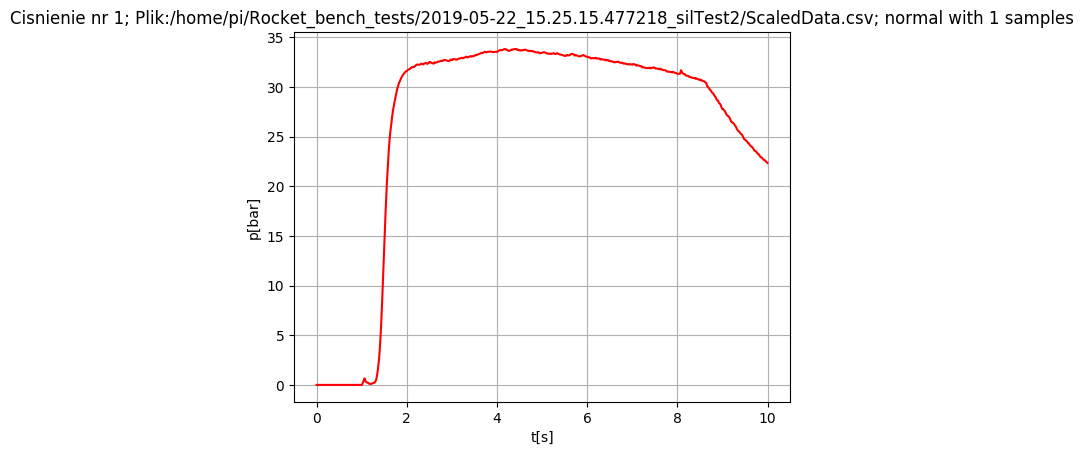 Cisnienie nr 1; Plik:/home/pi/Rocket_bench_tests/2019-05-22_15.25.15.477218_silTest2/ScaledData.csv; normal with 1 samples
35
30
25
20
15
10
5
0
p[bar]
0 2 4 6 8 10
t[s]